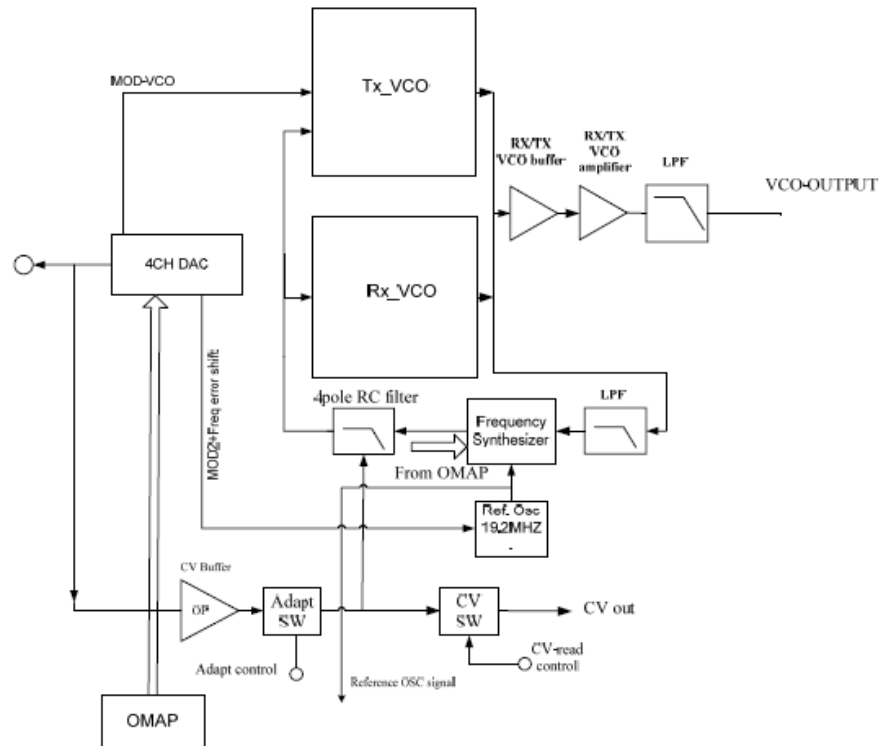 MOD-VCO
Tx_VCO
RX/TX
VCO buffer
RX/TX
VCO
amplifier
LPF
VCO-OUTPUT
4CH DAC
Rx_VCO
MOD2+Freq error shift
4pole RC filter
Frequency
Synthesizer
LPF
From OMAP
Ref. Osc
19.2MHZ
CV Buffer
OP
Adapt
SW
CV
SW
CV out
Adapt control
CV-read
control
Reference OSC signal
OMAP